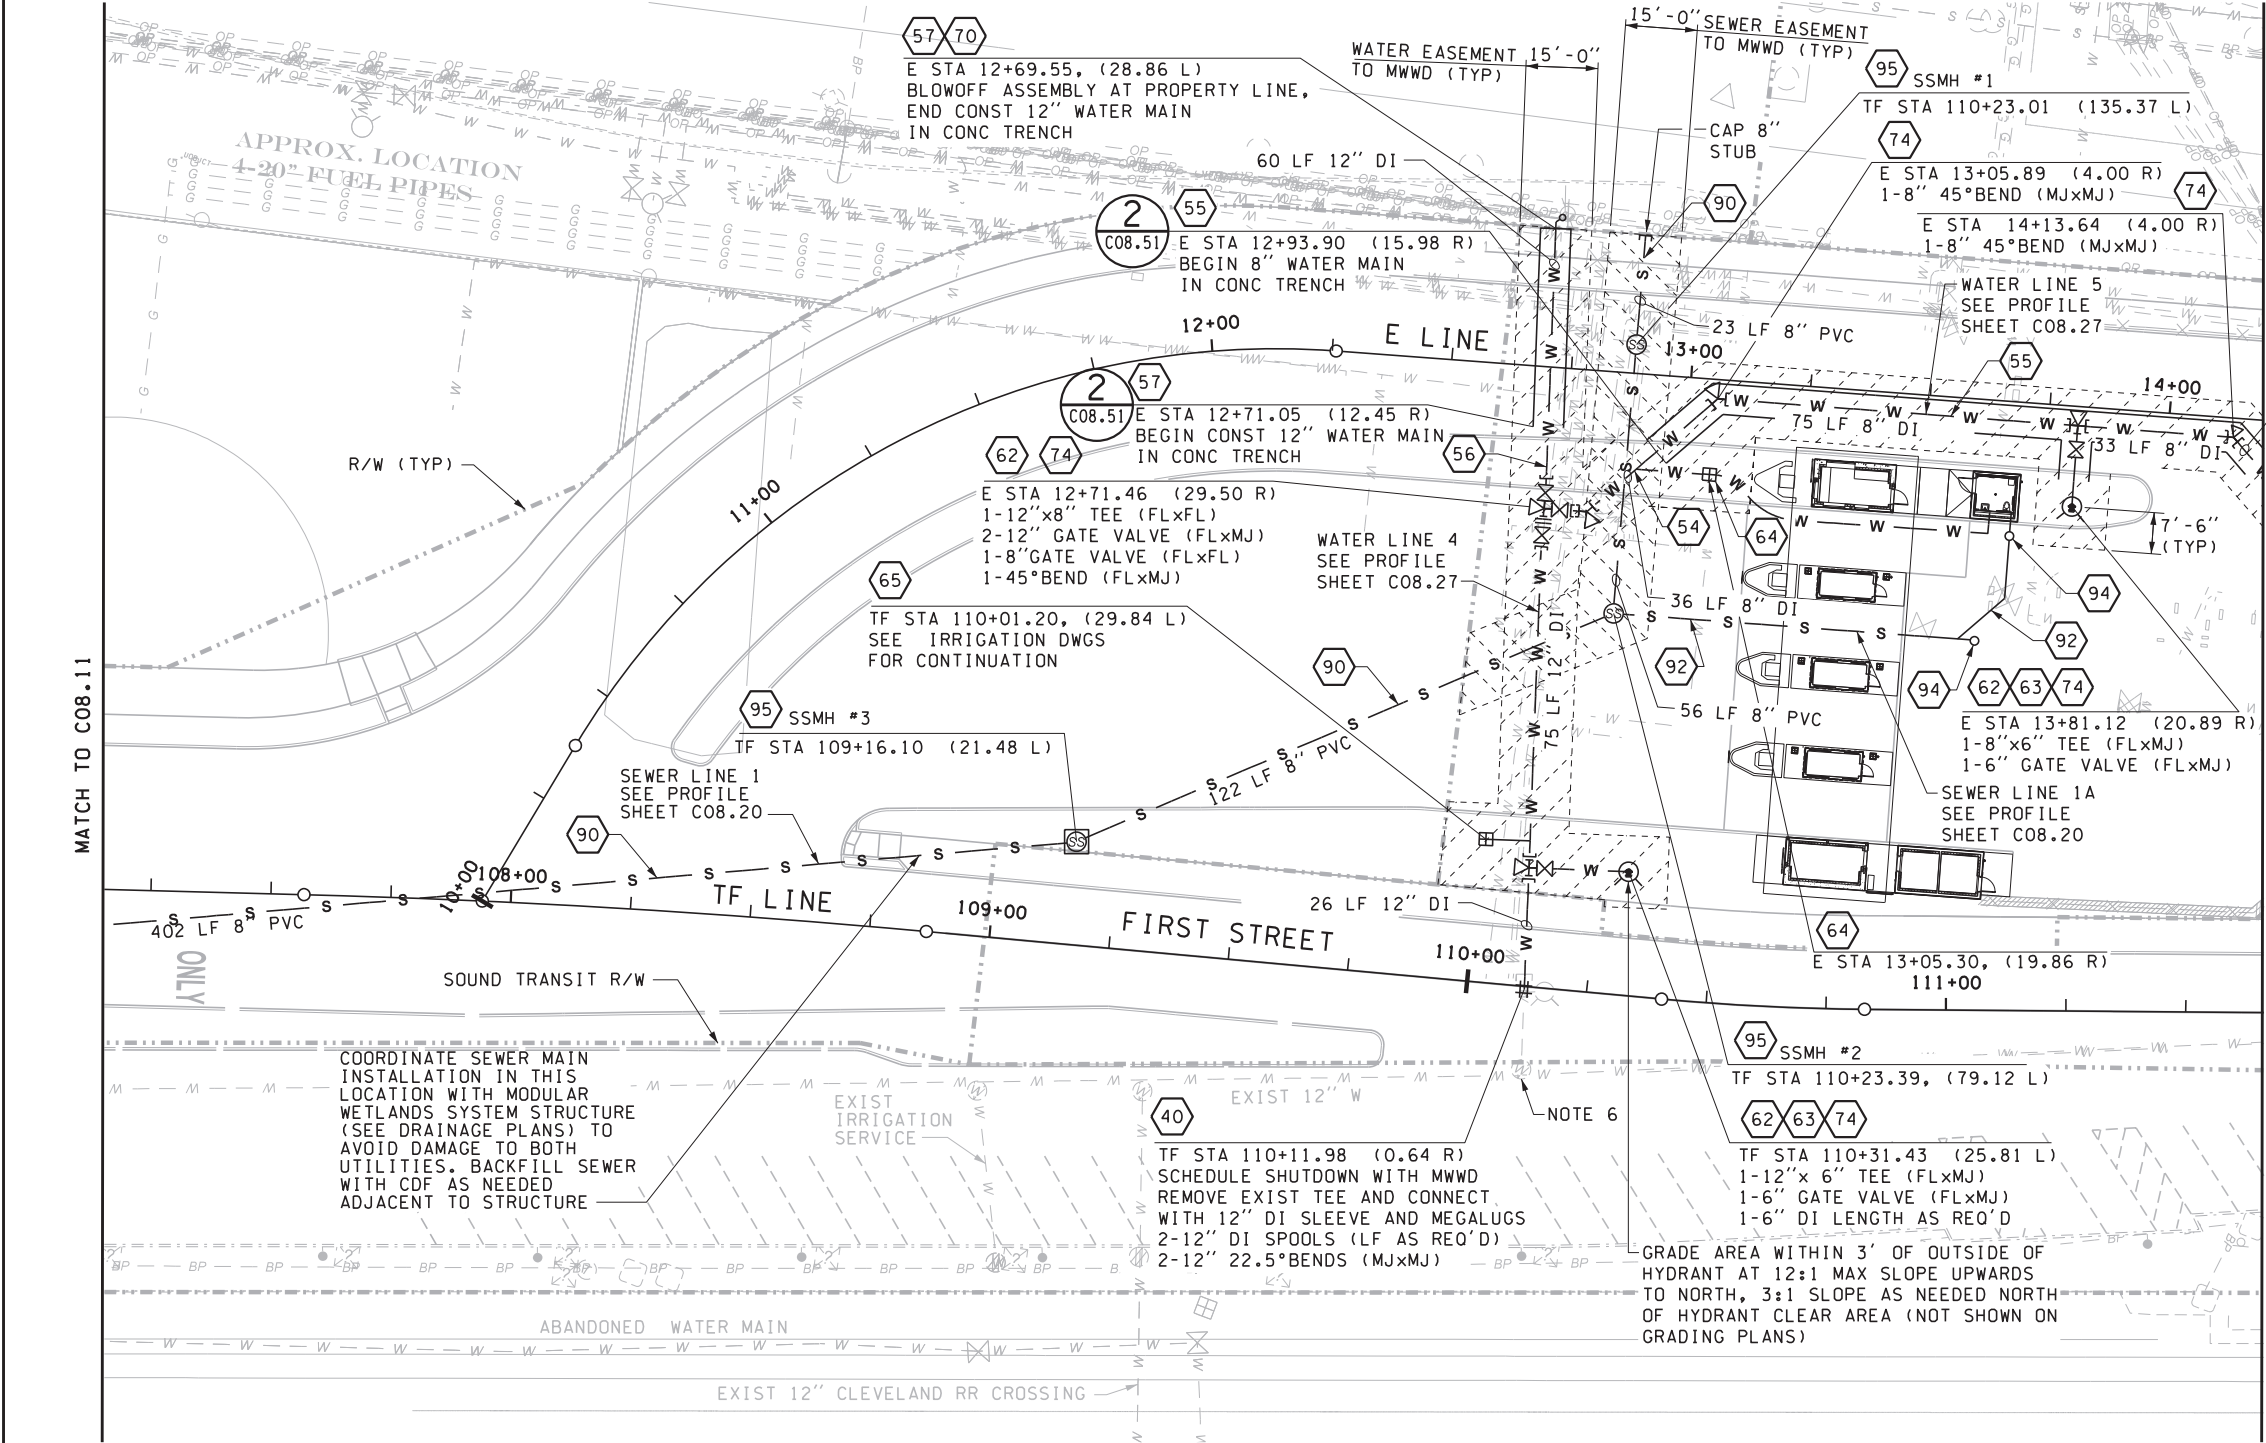 57 70
E STA 12+69.55, (28.86 L)
BLOWOFF ASSEMBLY AT PROPERTY LINE,
END CONST 12" WATER MAIN
IN CONC TRENCH
WATER EASEMENT 15'-0"
TO MWWD (TYP)
15'-0" SEWER EASEMENT
TO MWWD (TYP)
95 SSMH #1
TF STA 110+23.01 (135.37 L)
CAP 8"
STUB
74
E STA 13+05.89 (4.00 R)
1-8" 45°BEND (MJxMJ)
74
E STA 14+13.64 (4.00 R)
1-8" 45°BEND (MJxMJ)
90
60 LF 12" DI
APPROX. LOCATION
4-20" FUEL PIPES
2
C08.51
55
E STA 12+93.90 (15.98 R)
BEGIN 8" WATER MAIN
IN CONC TRENCH
WATER LINE 5
SEE PROFILE
SHEET C08.27
23 LF 8" PVC
12+00
E LINE
13+00
55
14+00
2
C08.51
57
E STA 12+71.05 (12.45 R)
BEGIN CONST 12" WATER MAIN
IN CONC TRENCH
75 LF 8" DI
33 LF 8" DI
R/W (TYP)
62 74
E STA 12+71.46 (29.50 R)
1-12"x8" TEE (FLxFL)
2-12" GATE VALVE (FLxMJ)
1-8"GATE VALVE (FLxFL)
1-45°BEND (FLxMJ)
56
11+00
54
64
7'-6"
(TYP)
WATER LINE 4
SEE PROFILE
SHEET C08.27
65
TF STA 110+01.20, (29.84 L)
SEE IRRIGATION DWGS
FOR CONTINUATION
36 LF 8" DI
94
92
90
92
94
62 63 74
E STA 13+81.12 (20.89 R)
1-8"x6" TEE (FLxMJ)
1-6" GATE VALVE (FLxMJ)
75 LF 12" DI
56 LF 8" PVC
95 SSMH #3
TF STA 109+16.10 (21.48 L)
MATCH TO C08.11
SEWER LINE 1
SEE PROFILE
SHEET C08.20
122 LF 8" PVC
SEWER LINE 1A
SEE PROFILE
SHEET C08.20
90
10+00
108+00
TF LINE
109+00
FIRST STREET
26 LF 12" DI
110+00
64
E STA 13+05.30, (19.86 R)
111+00
402 LF 8" PVC
ONLY
SOUND TRANSIT R/W
COORDINATE SEWER MAIN
INSTALLATION IN THIS
LOCATION WITH MODULAR
WETLANDS SYSTEM STRUCTURE
(SEE DRAINAGE PLANS) TO
AVOID DAMAGE TO BOTH
UTILITIES. BACKFILL SEWER
WITH CDF AS NEEDED
ADJACENT TO STRUCTURE
EXIST
IRRIGATION
SERVICE
EXIST 12" W
NOTE 6
95 SSMH #2
TF STA 110+23.39, (79.12 L)
40
TF STA 110+11.98 (0.64 R)
SCHEDULE SHUTDOWN WITH MWWD
REMOVE EXIST TEE AND CONNECT
WITH 12" DI SLEEVE AND MEGALUGS
2-12" DI SPOOLS (LF AS REQ'D)
2-12" 22.5°BENDS (MJxMJ)
62 63 74
TF STA 110+31.43 (25.81 L)
1-12"x 6" TEE (FLxMJ)
1-6" GATE VALVE (FLxMJ)
1-6" DI LENGTH AS REQ'D
GRADE AREA WITHIN 3' OF OUTSIDE OF
HYDRANT AT 12:1 MAX SLOPE UPWARDS
TO NORTH, 3:1 SLOPE AS NEEDED NORTH
OF HYDRANT CLEAR AREA (NOT SHOWN ON
GRADING PLANS)
ABANDONED WATER MAIN
EXIST 12" CLEVELAND RR CROSSING